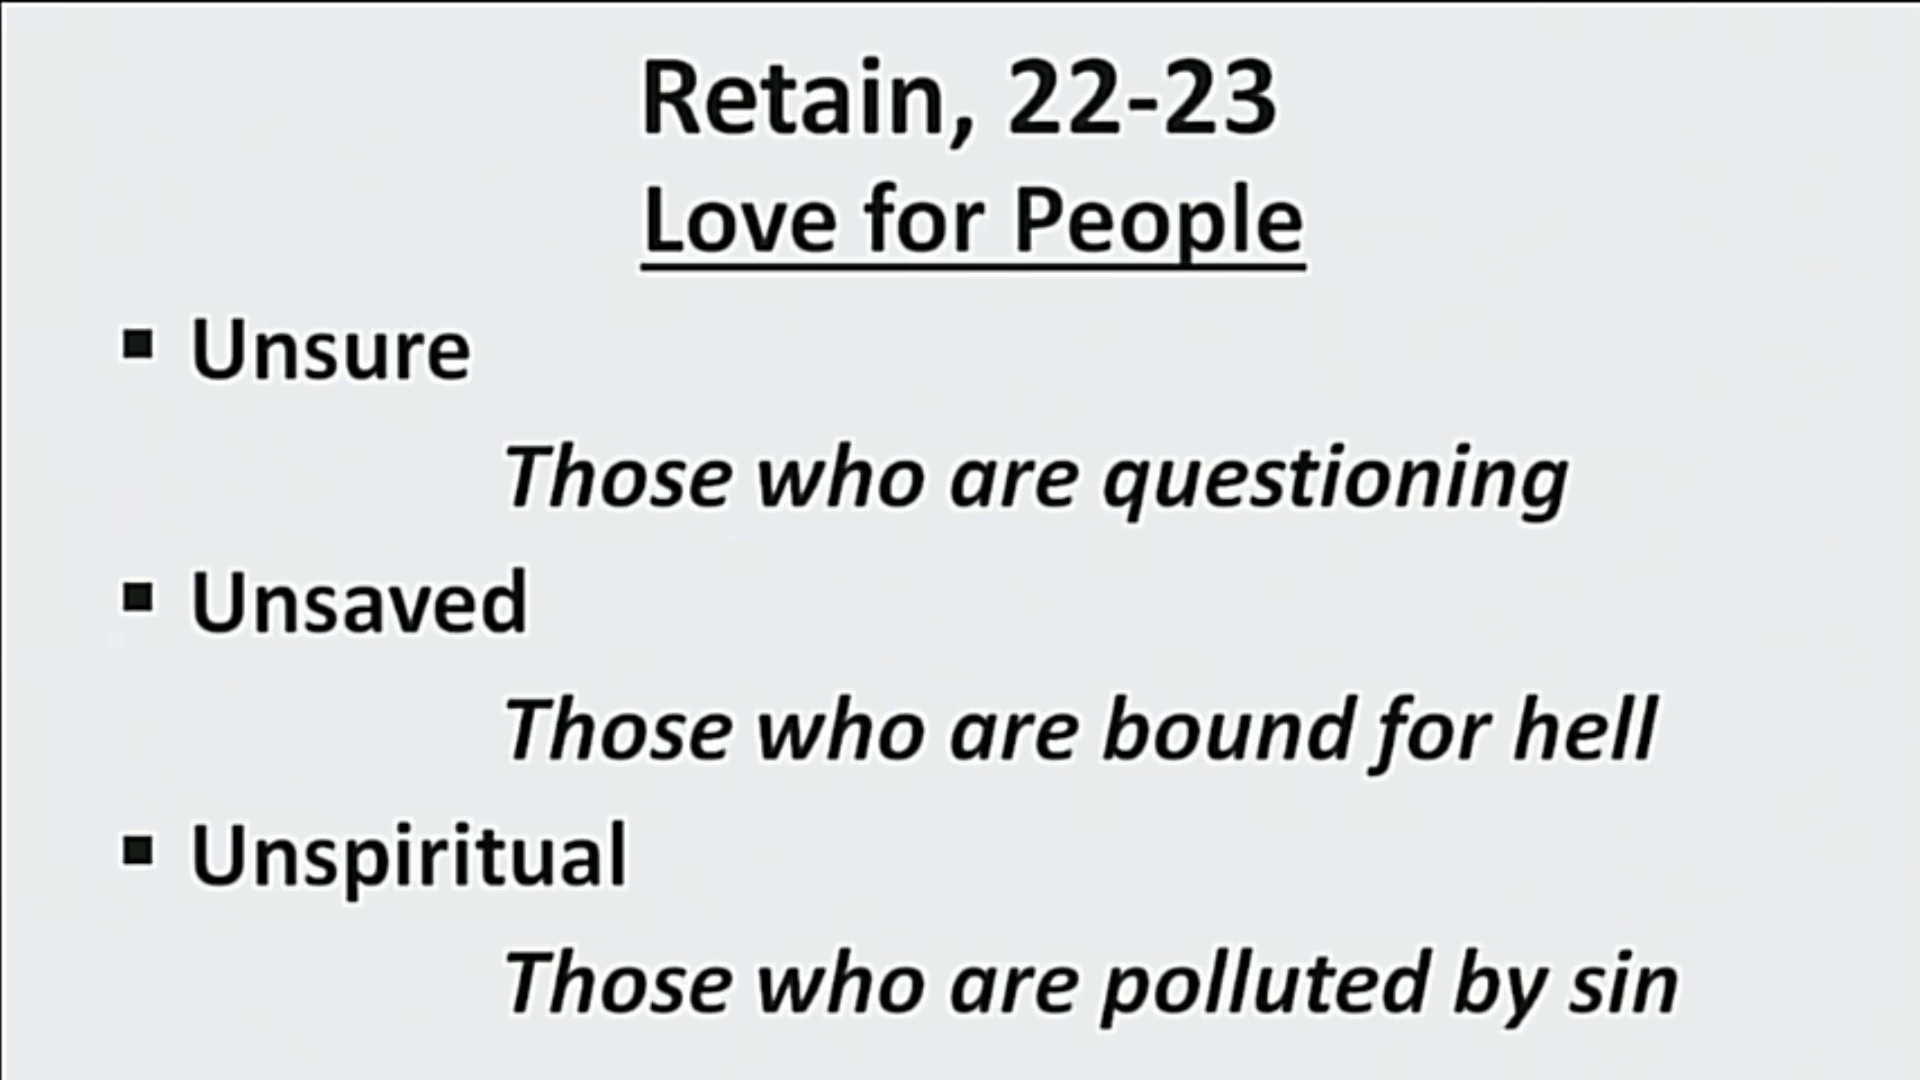 Retain, 22-23
Love for People
▪ Unsure
Those who are questioning
▪ Unsaved
Those who are bound for hell
▪ Unspiritual
Those who are polluted by sin